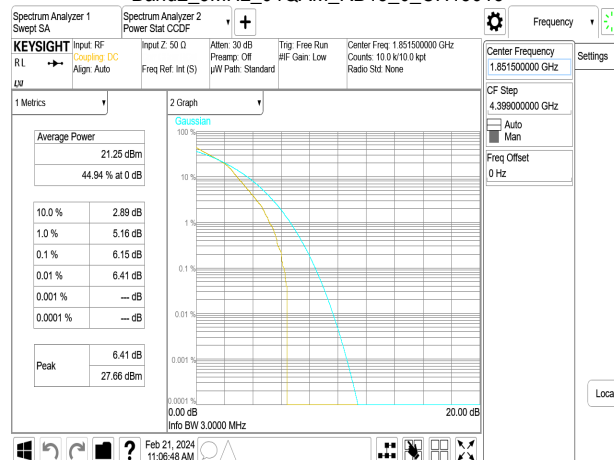 Spectrum Analyzer 1
Swept SA
Spectrum Analyzer 2
Power Stat CCDF
Frequency
KEYSIGHT
RL
Input: RF
Coupling: DC
Align: Auto
Input Z: 50 Ω
Freq Ref: Int (S)
Atten: 30 dB
Preamp: Off
µW Path: Standard
Trig: Free Run
#IF Gain: Low
Center Freq: 1.851500000 GHz
Counts: 10.0 k/10.0 kpt
Radio Std: None
Center Frequency
1.851500000 GHz
Settings
CF Step
4.399000000 GHz
Auto
Man
Freq Offset
0 Hz
1 Metrics
2 Graph
Average Power
21.25 dBm
44.94 % at 0 dB
10.0 % 2.89 dB
1.0 % 5.16 dB
0.1 % 6.15 dB
0.01 % 6.41 dB
0.001 % --- dB
0.0001 % --- dB
Peak
6.41 dB
27.66 dBm
Gaussian
100 %
10 %
1 %
0.1 %
0.01 %
0.001 %
0.0001 %
0.00 dB
20.00 dB
Info BW 3.0000 MHz
Loca
Feb 21, 2024
11:06:48 AM